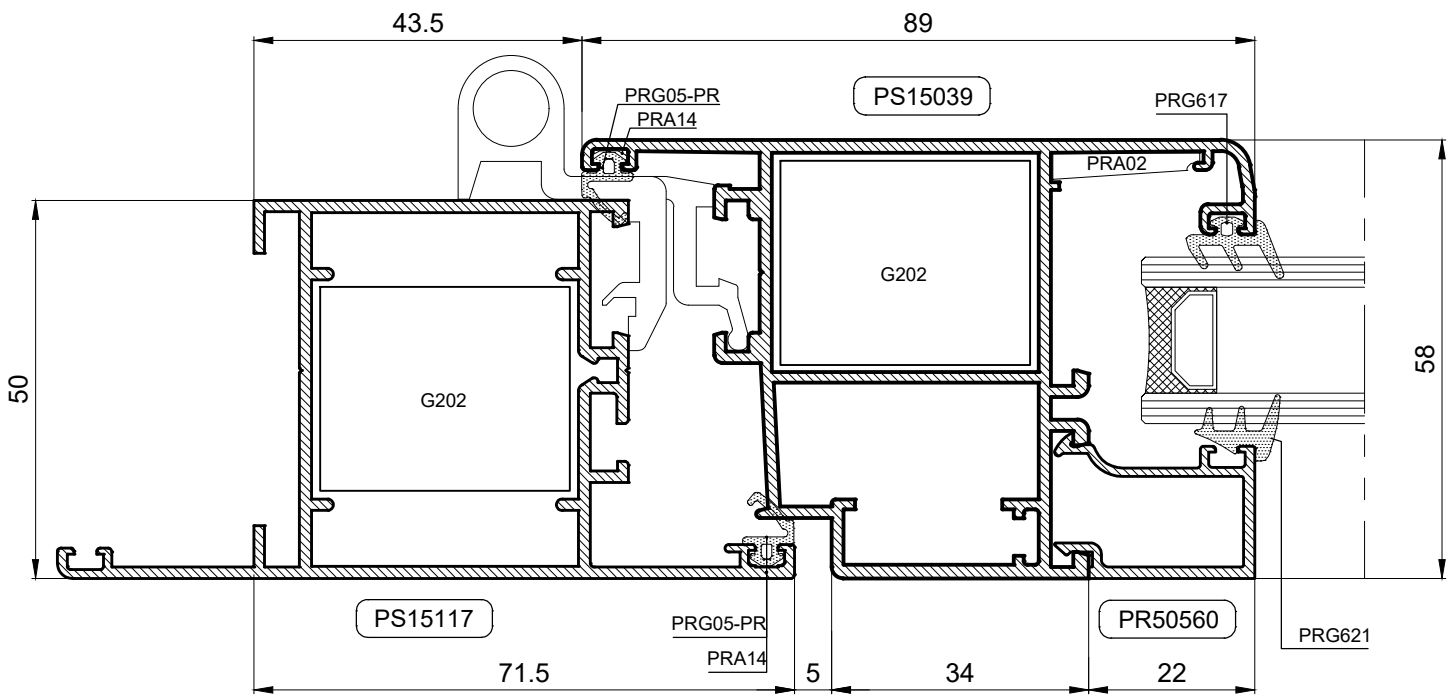 43.5
89
PRG05-PR
PS15039
PRG617
PRA14
PRA02
G202
50
58
G202
PS15117
PRG05-PR
PR50560
PRG621
PRA14
71.5
5
34
22